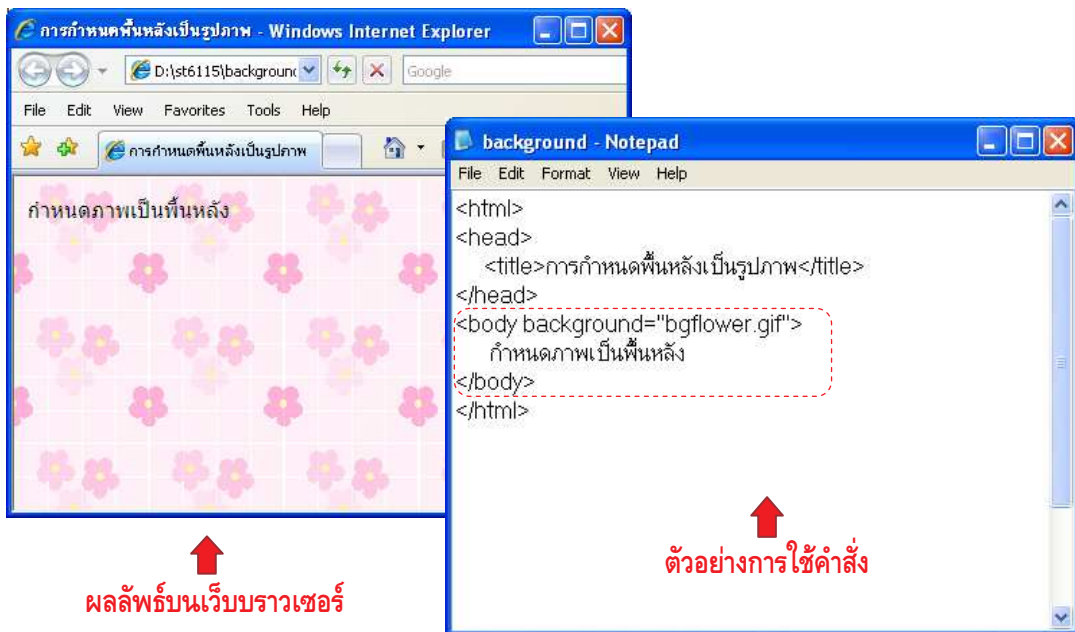 การกำหนดพื้นหลังเป็นรูปภาพ - Windows Internet Explorer
D:\st6115\backgroun
Google
File Edit View Favorites Tools Help
การกำหนดพื้นหลังเป็นรูปภาพ
กำหนดภาพเป็นพื้นหลัง
ผลลัพธ์บนเว็บบราวเซอร์
background - Notepad
File Edit Format View Help
<html>
<head>
<title>การกำหนดพื้นหลังเป็นรูปภาพ</title>
</head>
<body background="bgflower.gif">
กำหนดภาพเป็นพื้นหลัง
</body>
</html>
ตัวอย่างการใช้คำสั่ง